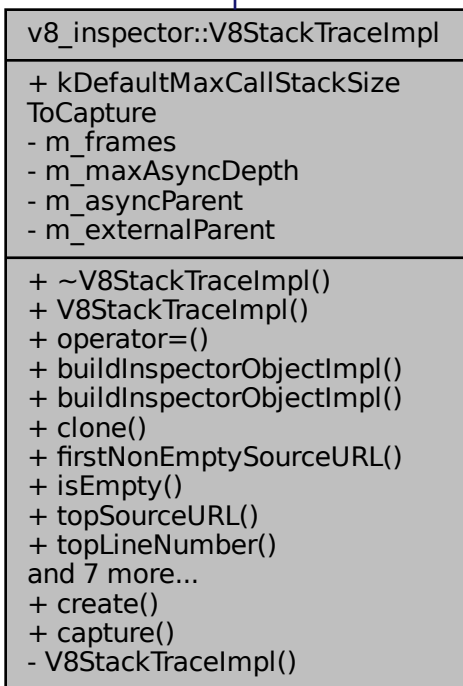 v8_inspector::V8StackTraceImpl
+ kDefaultMaxCallStackSize
ToCapture
- m_frames
- m_maxAsyncDepth
- m_asyncParent
- m_externalParent
+ ~V8StackTraceImpl()
+ V8StackTraceImpl()
+ operator=()
+ buildInspectorObjectImpl()
+ buildInspectorObjectImpl()
+ clone()
+ firstNonEmptySourceURL()
+ isEmpty()
+ topSourceURL()
+ topLineNumber()
and 7 more...
+ create()
+ capture()
- V8StackTraceImpl()